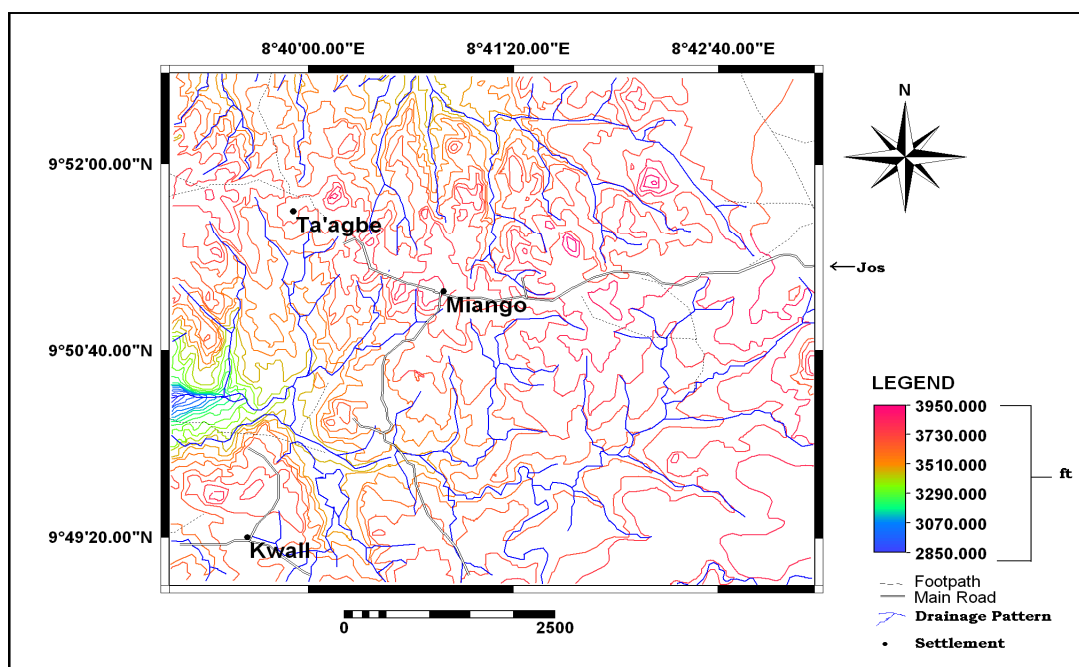 8°40'00.00"E 8°41'20.00"E 8°42'40.00"E
N
9°52'00.00"N
Ta'agbe
Jos
Miango
9°50'40.00"N
LEGEND
3950.000
3730.000
3510.000
ft
3290.000
3070.000
2850.000
9°49'20.00"N
Kwall
Footpath
Main Road
Drainage Pattern
Settlement
0 2500